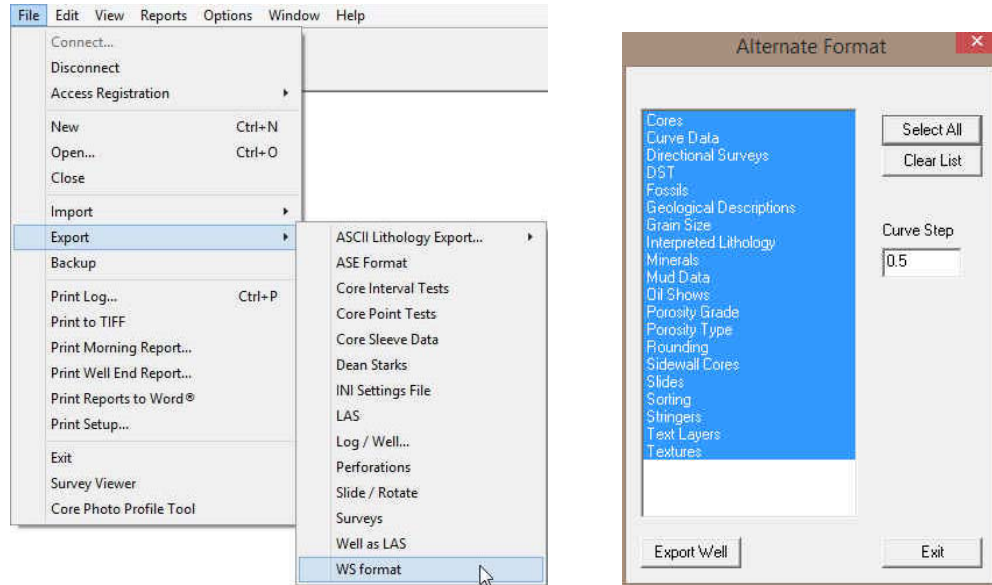 File Edit View Reports Options Window Help
Connect...
Disconnect
Access Registration
New Ctrl+N
Open... Ctrl+O
Close
Import
Export
Backup
Print Log... Ctrl+P
Print to TIFF
Print Morning Report...
Print Well End Report...
Print Reports to Word®
Print Setup...
Exit
Survey Viewer
Core Photo Profile Tool
ASCII Lithology Export...
ASE Format
Core Interval Tests
Core Point Tests
Core Sleeve Data
Dean Starks
INI Settings File
LAS
Log / Well...
Perforations
Slide / Rotate
Surveys
Well as LAS
WS format
Alternate Format
Cores
Curve Data
Directional Surveys
DST
Fossils
Geological Descriptions
Grain Size
Interpreted Lithology
Minerals
Mud Data
Oil Shows
Porosity Grade
Porosity Type
Rounding
Sidewall Cores
Slides
Sorting
Stringers
Text Layers
Textures
Select All
Clear List
Curve Step
0.5
Export Well
Exit